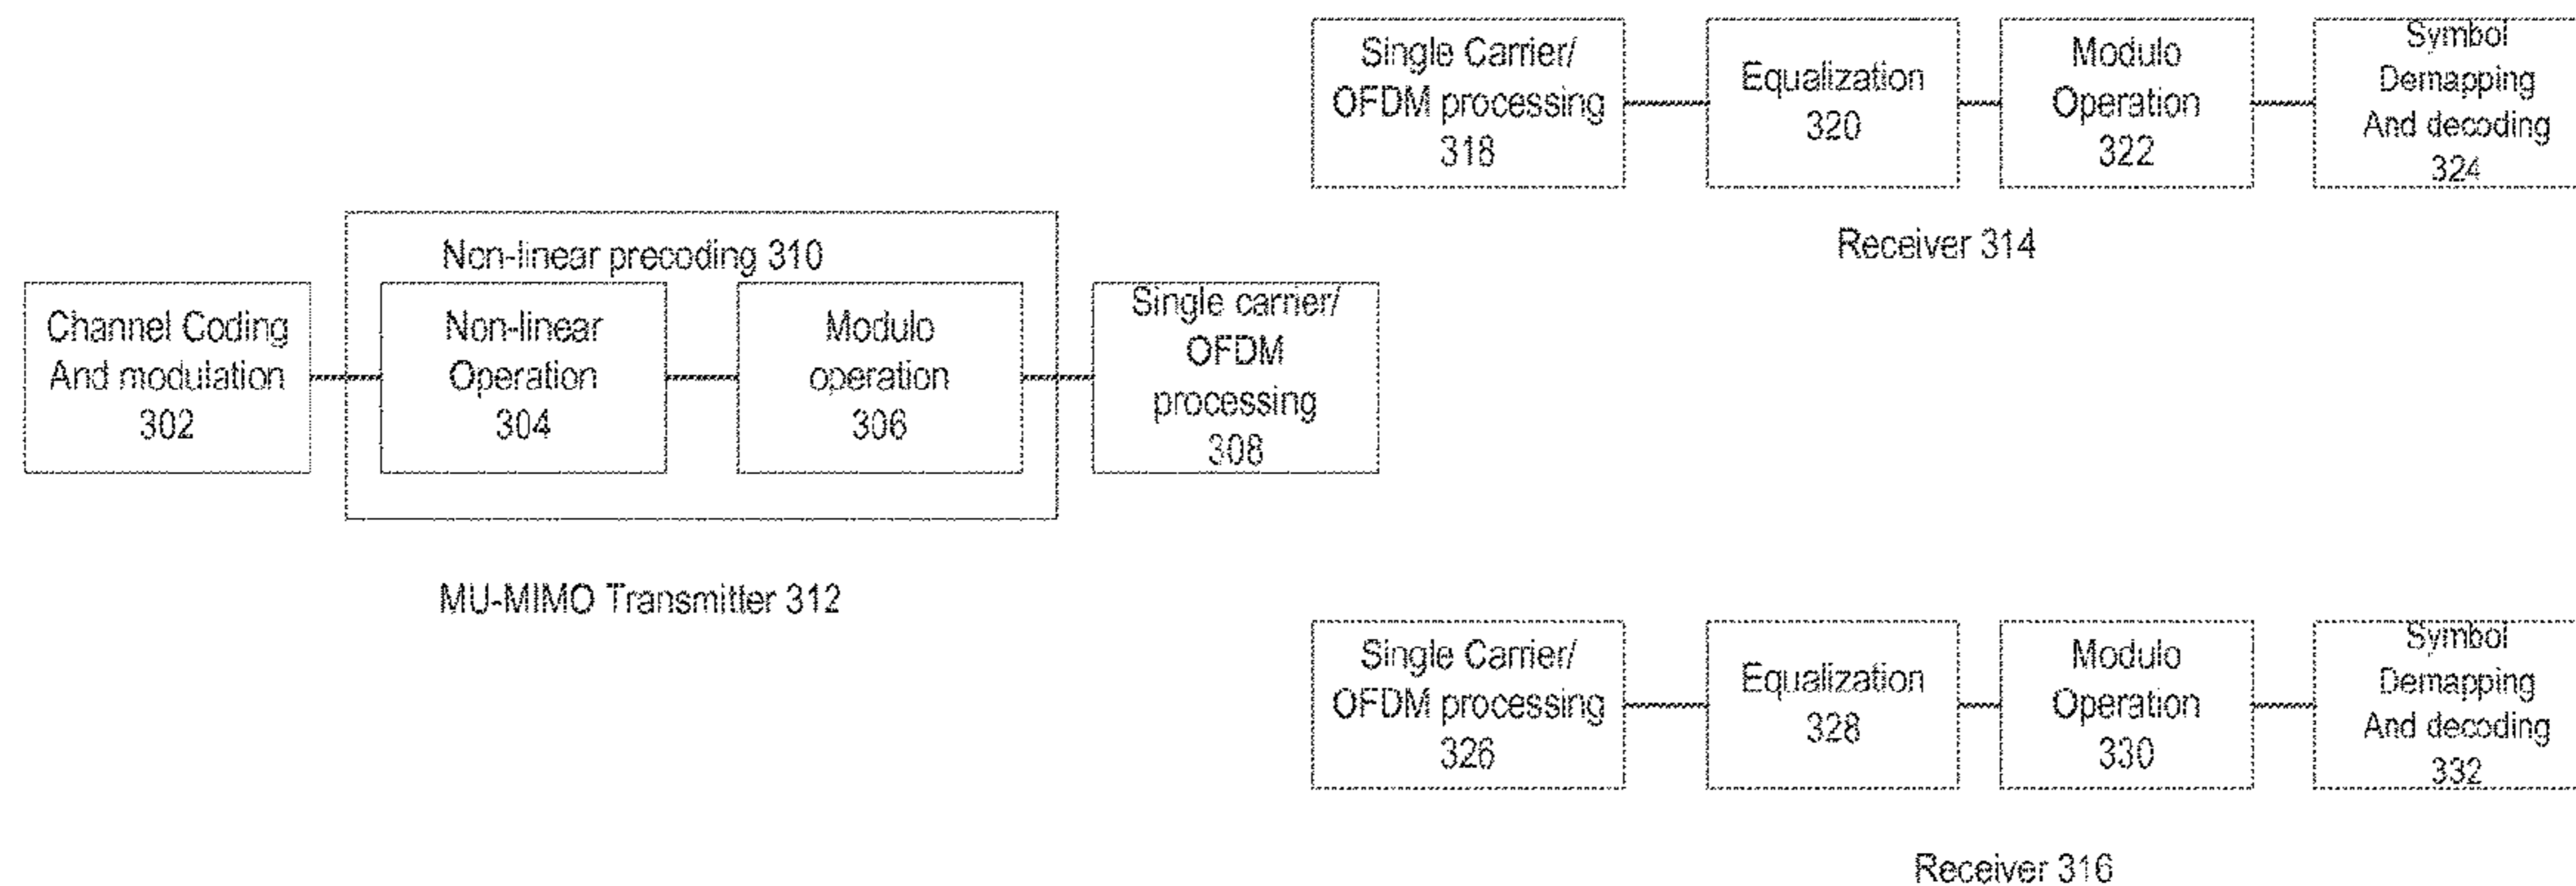 Single Carrier/
OFDM processing
318
Equalization
320
Modulo
Operation
322
Symbol
Demapping
And decoding
324
Receiver 314
Non-linear precoding 310
Channel Coding
And modulation
302
Non-linear
Operation
304
Modulo
operation
306
Single carrier/
OFDM
processing
308
MU-MIMO Transmitter 312
Single Carrier/
OFDM processing
326
Equalization
328
Modulo
Operation
330
Symbol
Demapping
And decoding
332
Receiver 316